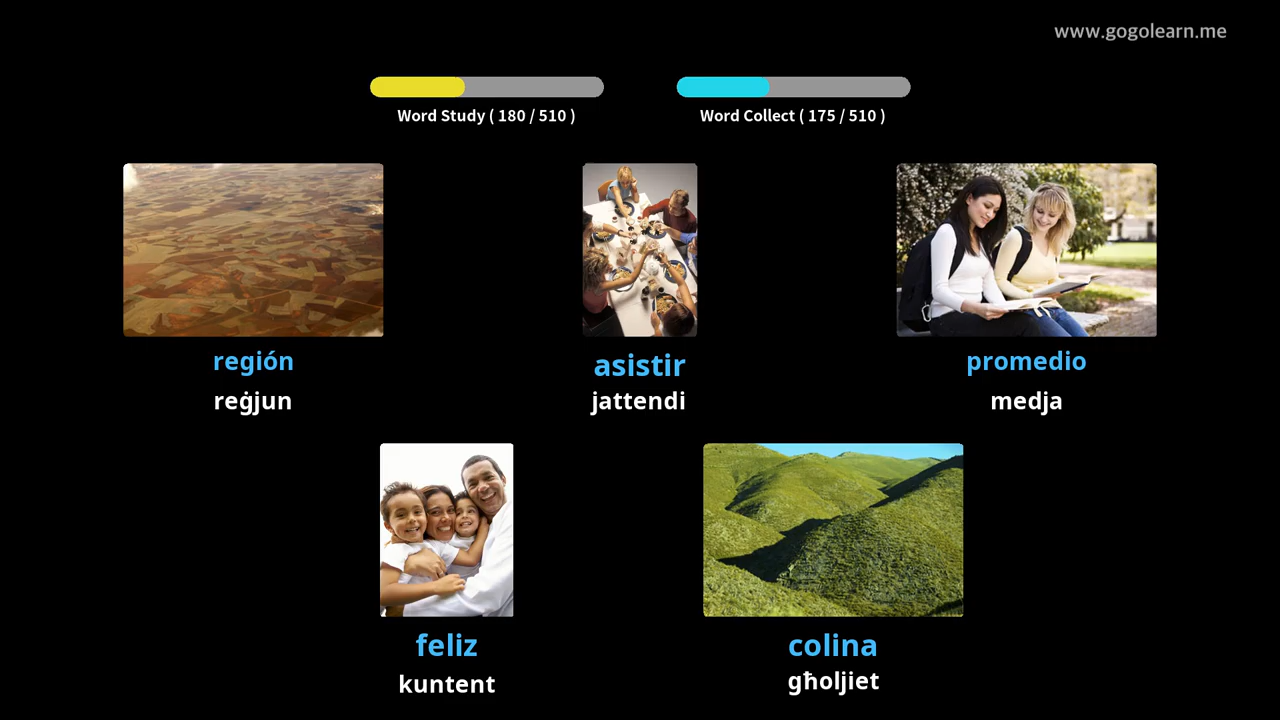 www.gogolearn.me
Word Study ( 180 / 510 )
Word Collect ( 175 / 510 )
región
reġjun
asistir
jattendi
promedio
medja
feliz
kuntent
colina
għoljiet